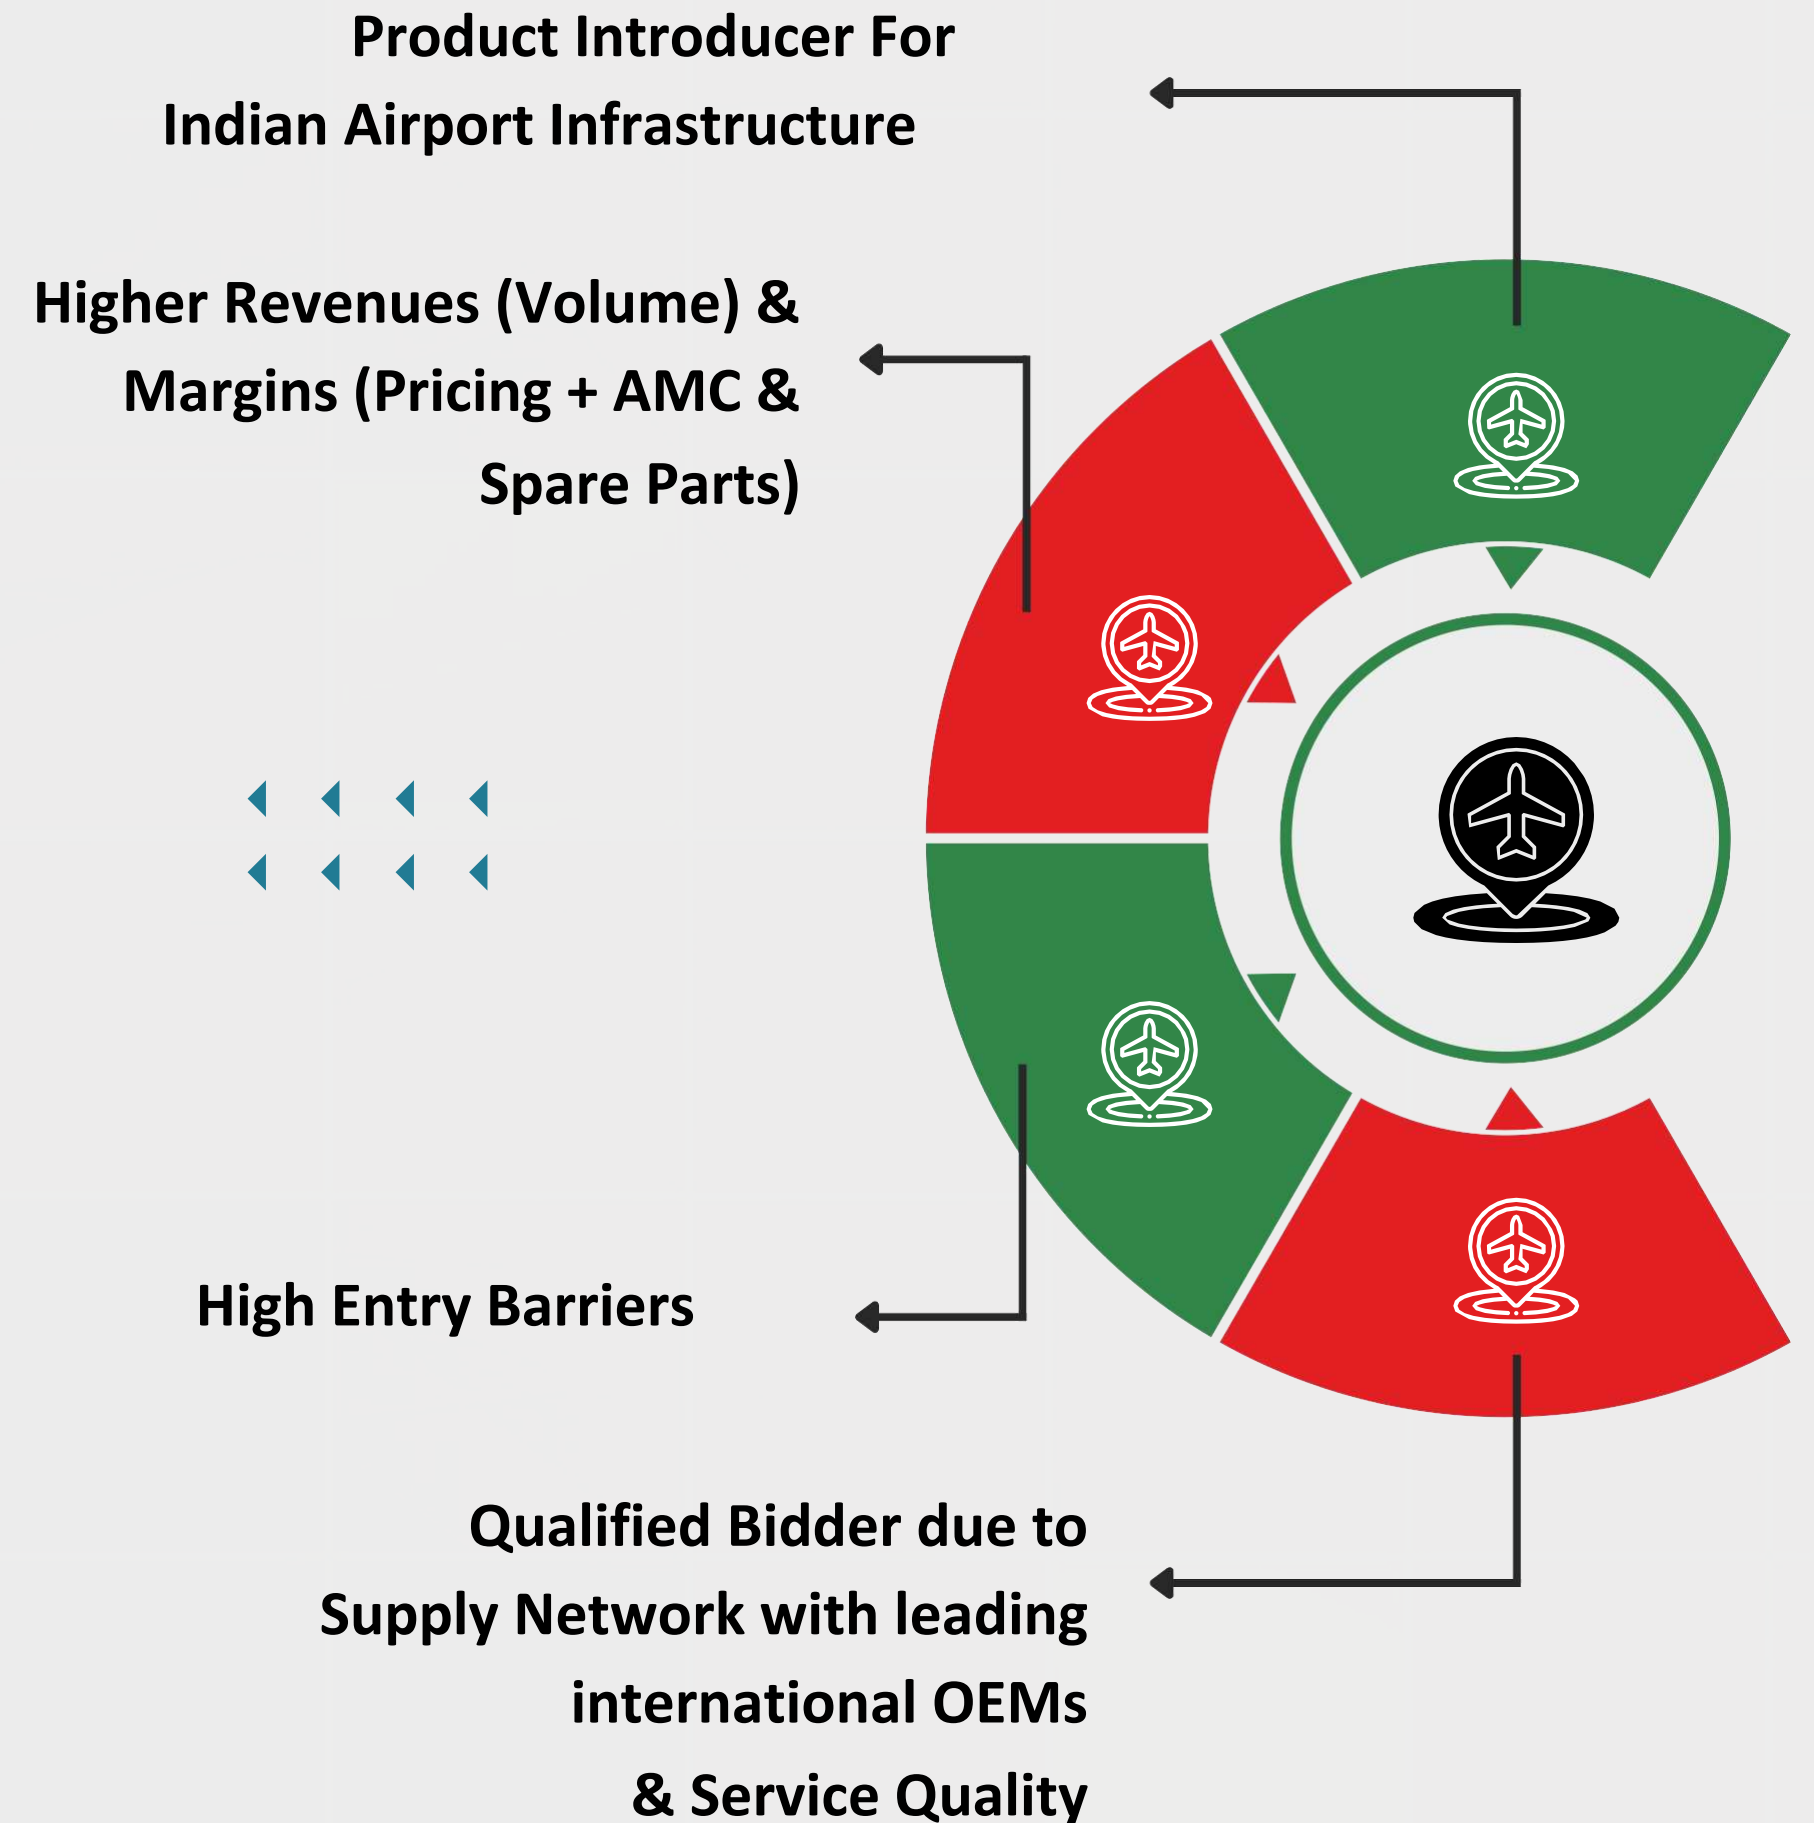 Product Introducer For
Indian Airport Infrastructure
Higher Revenues (Volume) &
Margins (Pricing + AMC &
Spare Parts)
High Entry Barriers
Qualified Bidder due to
Supply Network with leading
international OEMs
& Service Quality